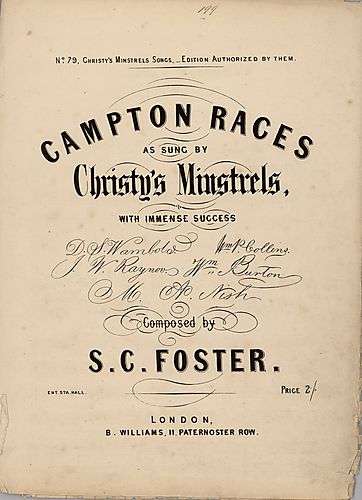 199
No. 79, Christy's Minstrels Songs, _ Edition Authorized by them.
CAMPTON RACES
AS SUNG BY
Christy's Minstrels,
WITH IMMENSE SUCCESS
D. S. Wambold. Wm. P. Collins.
J. W. Raynor. Wm. Burton
M. A. Nish
Composed by
S. C. FOSTER.
ENT. STA. HALL. PRICE 2/-
LONDON,
B. WILLIAMS, 11, PATERNOSTER ROW.